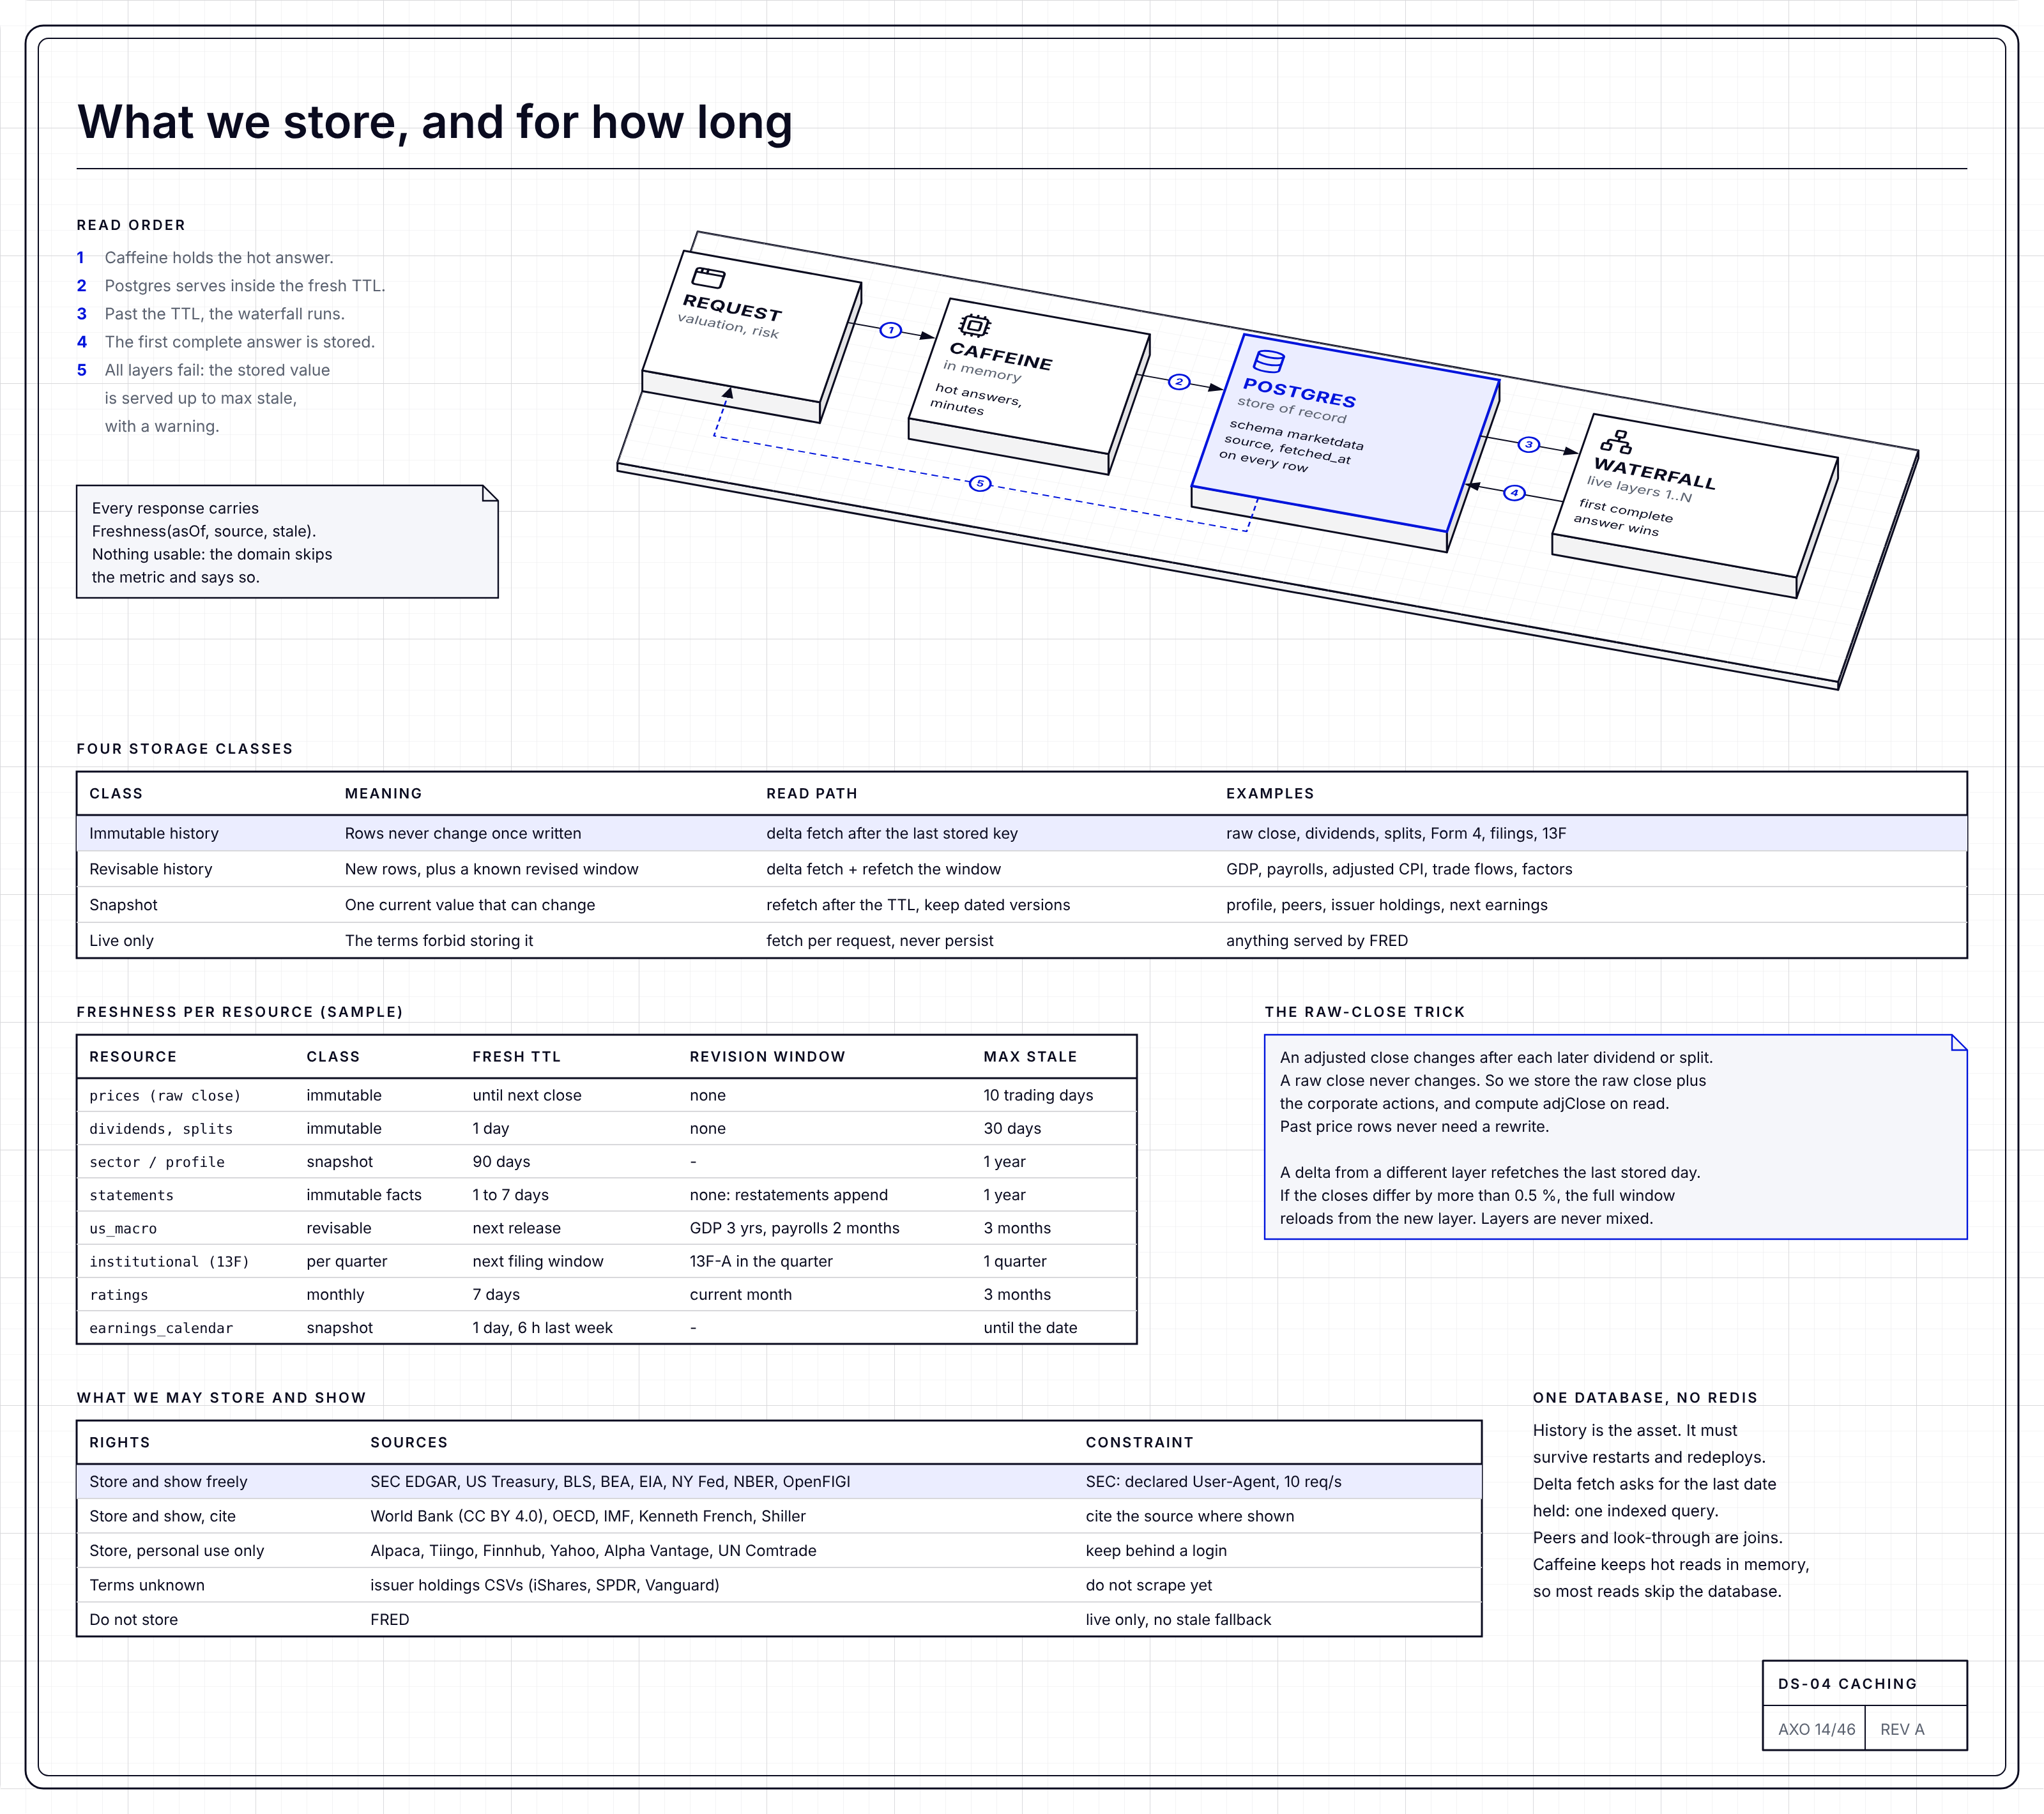 What we store, and for how long
READ ORDER
1 Caffeine holds the hot answer.
2 Postgres serves inside the fresh TTL.
3 Past the TTL, the waterfall runs.
4 The first complete answer is stored.
5 All layers fail: the stored value
is served up to max stale,
with a warning.
Every response carries
Freshness(asOf, source, stale).
Nothing usable: the domain skips
the metric and says so.
REQUEST
valuation, risk
1
CAFFEINE
in memory
hot answers,
minutes
2
POSTGRES
store of record
schema marketdata
source, fetched_at
on every row
3
4
WATERFALL
live layers 1..N
first complete
answer wins
5
FOUR STORAGE CLASSES
CLASS MEANING READ PATH EXAMPLES
Immutable history Rows never change once written delta fetch after the last stored key raw close, dividends, splits, Form 4, filings, 13F
Revisable history New rows, plus a known revised window delta fetch + refetch the window GDP, payrolls, adjusted CPI, trade flows, factors
Snapshot One current value that can change refetch after the TTL, keep dated versions profile, peers, issuer holdings, next earnings
Live only The terms forbid storing it fetch per request, never persist anything served by FRED
FRESHNESS PER RESOURCE (SAMPLE)
RESOURCE CLASS FRESH TTL REVISION WINDOW MAX STALE
prices (raw close) immutable until next close none 10 trading days
dividends, splits immutable 1 day none 30 days
sector / profile snapshot 90 days - 1 year
statements immutable facts 1 to 7 days none: restatements append 1 year
us_macro revisable next release GDP 3 yrs, payrolls 2 months 3 months
institutional (13F) per quarter next filing window 13F-A in the quarter 1 quarter
ratings monthly 7 days current month 3 months
earnings_calendar snapshot 1 day, 6 h last week - until the date
THE RAW-CLOSE TRICK
An adjusted close changes after each later dividend or split.
A raw close never changes. So we store the raw close plus
the corporate actions, and compute adjClose on read.
Past price rows never need a rewrite.
A delta from a different layer refetches the last stored day.
If the closes differ by more than 0.5 %, the full window
reloads from the new layer. Layers are never mixed.
WHAT WE MAY STORE AND SHOW
RIGHTS SOURCES CONSTRAINT
Store and show freely SEC EDGAR, US Treasury, BLS, BEA, EIA, NY Fed, NBER, OpenFIGI SEC: declared User-Agent, 10 req/s
Store and show, cite World Bank (CC BY 4.0), OECD, IMF, Kenneth French, Shiller cite the source where shown
Store, personal use only Alpaca, Tiingo, Finnhub, Yahoo, Alpha Vantage, UN Comtrade keep behind a login
Terms unknown issuer holdings CSVs (iShares, SPDR, Vanguard) do not scrape yet
Do not store FRED live only, no stale fallback
ONE DATABASE, NO REDIS
History is the asset. It must
survive restarts and redeploys.
Delta fetch asks for the last date
held: one indexed query.
Peers and look-through are joins.
Caffeine keeps hot reads in memory,
so most reads skip the database.
DS-04 CACHING
AXO 14/46 REV A